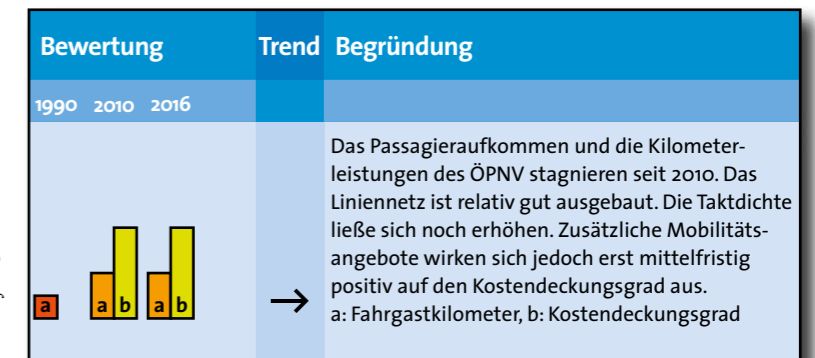 Bewertung Trend Begründung
1990 2010 2016
Das Passagieraufkommen und die Kilometer-
leistungen des ÖPNV stagnieren seit 2010. Das
Liniennetz ist relativ gut ausgebaut. Die Taktdichte
ließe sich noch erhöhen. Zusätzliche Mobilitäts-
angebote wirken sich jedoch erst mittelfristig
positiv auf den Kostendeckungsgrad aus.
a: Fahrgastkilometer, b: Kostendeckungsgrad
a a b a b